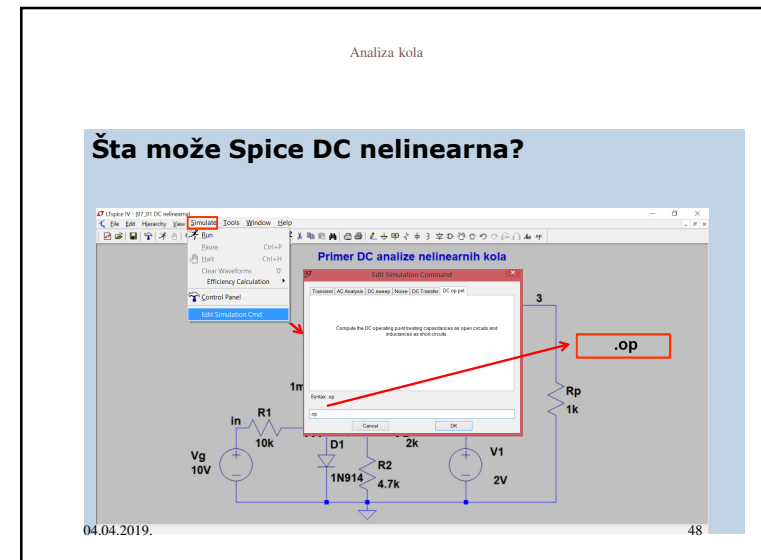 Analiza kola
Šta može Spice DC nelinearna?
LTspice IV - [07_01 DC nelinearna]
File Edit Hierarchy View Simulate Tools Window Help
Run
Pause Ctrl+P
Halt Ctrl+H
Clear Waveforms '0'
Efficiency Calculation
Control Panel
Edit Simulation Cmd
Primer DC analize nelinearnih kola
Edit Simulation Command
Transient AC Analysis DC sweep Noise DC Transfer DC op pnt
Compute the DC operating point treating capacitances as open circuits and
inductances as short circuits.
Syntax: .op
.op
Cancel OK
3
.op
1m
Rp
1k
in
R1
10k
Vg
10V
D1
1N914
R2
4.7k
2k
V1
2V
04.04.2019.
48